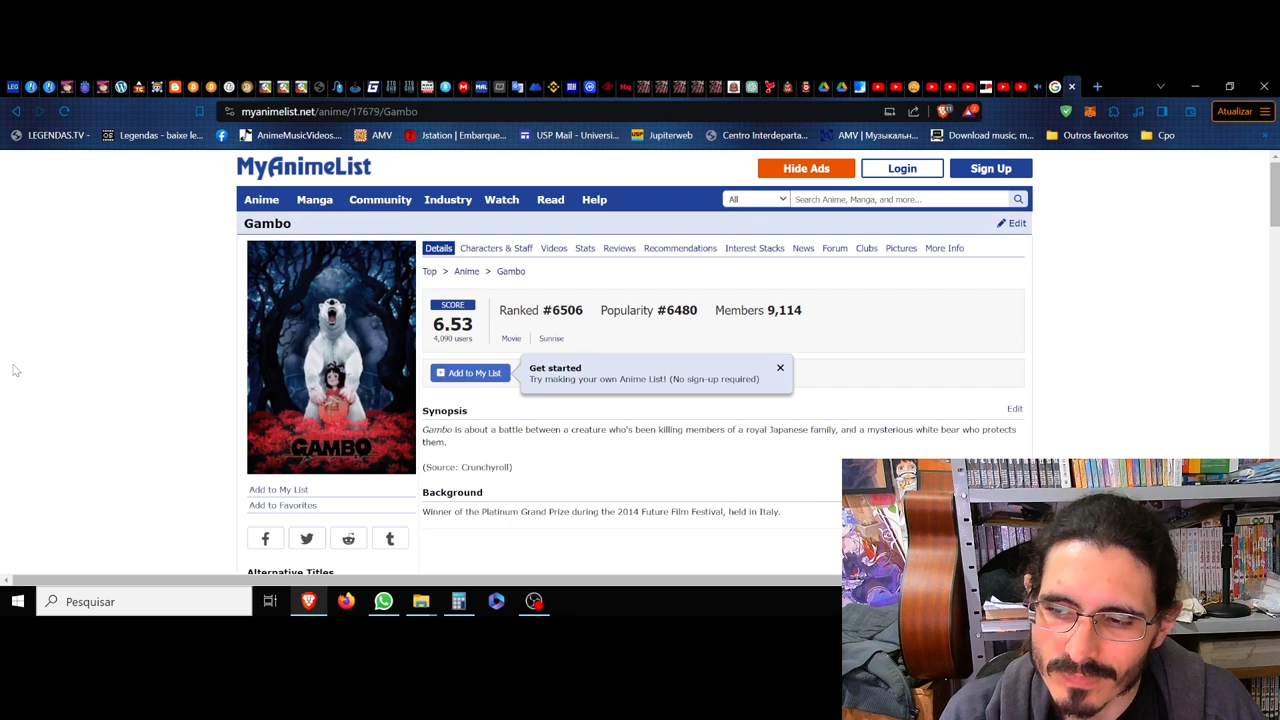 LEG
MAL
Hq
myanimelist.net/anime/17679/Gambo
Atualizar
LEGENDAS.TV -
Legendas - baixe le...
AnimeMusicVideos....
AMV
Jstation | Embarque...
USP Mail - Universi...
Jupiterweb
Centro Interdeparta...
AMV | Музыкальн...
Download music, m...
Outros favoritos
Cpo
MyAnimeList
Hide Ads
Login
Sign Up
Anime Manga Community Industry Watch Read Help
All
Search Anime, Manga, and more...
Gambo
Edit
Details Characters & Staff Videos Stats Reviews Recommendations Interest Stacks News Forum Clubs Pictures More Info
Top > Anime > Gambo
SCORE
6.53
4,090 users
Ranked #6506 Popularity #6480 Members 9,114
Movie Sunrise
Add to My List
Get started
Try making your own Anime List! (No sign-up required)
Synopsis
Edit
Gambo is about a battle between a creature who's been killing members of a royal Japanese family, and a mysterious white bear who protects
them.
(Source: Crunchyroll)
Background
Winner of the Platinum Grand Prize during the 2014 Future Film Festival, held in Italy.
GAMBO
Add to My List
Add to Favorites
Alternative Titles
Pesquisar